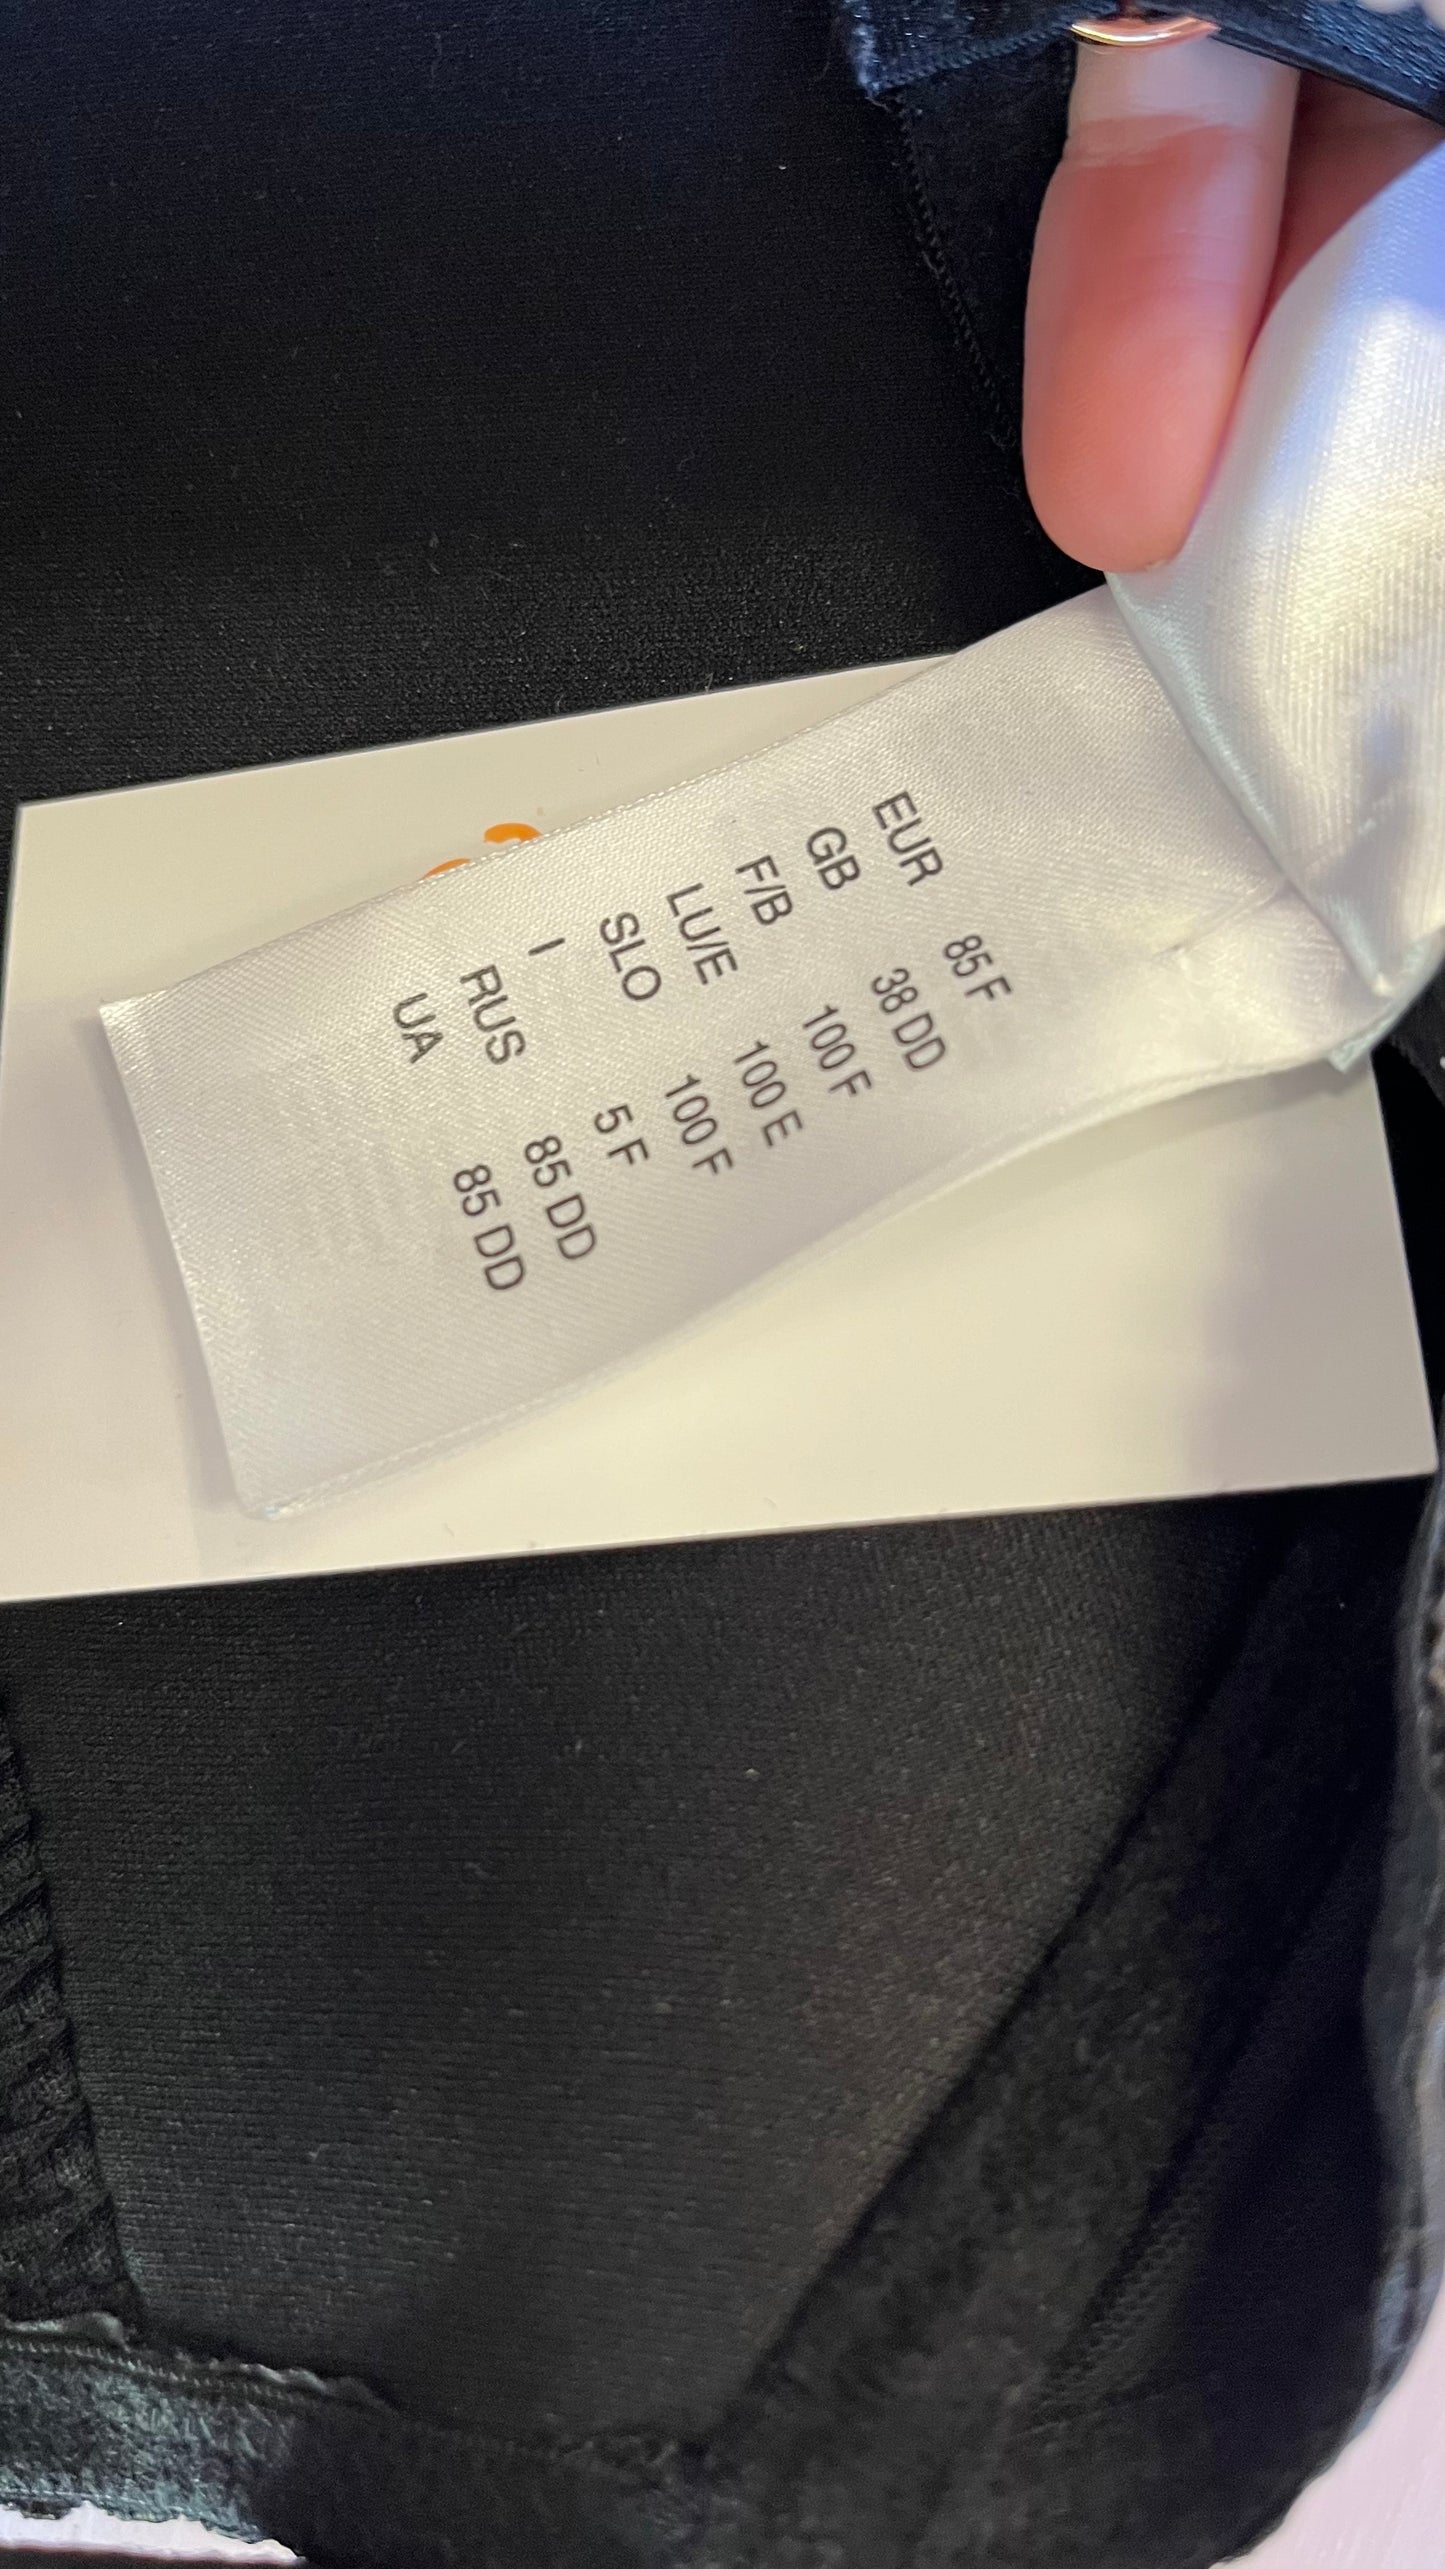 EUR 85 F
GB 38 DD
F/B 100 F
LU/E 100 E
SLO 100 F
I 5 F
RUS 85 DD
UA 85 DD